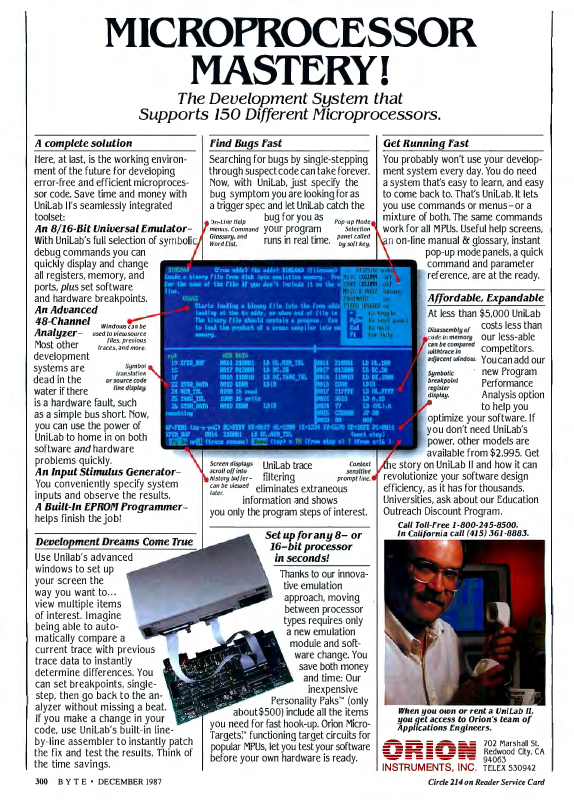 MICROPROCESSOR
MASTERY!
The Development System that
Supports 150 Different Microprocessors.
A complete solution
Here, at last, is the working environ-
ment of the future for developing
error-free and efficient microproces-
sor code. Save time and money with
UniLab II's seamlessly integrated
toolset:
An 8/16-Bit Universal Emulator–
With UniLab's full selection of symbolic
debug commands you can
quickly display and change
all registers, memory, and
ports, plus set software
and hardware breakpoints.
An Advanced
48-Channel
Analyzer–
Most other
development
systems are
dead in the
water if there
is a hardware fault, such
as a simple bus short. Now,
you can use the power of
UniLab to home in on both
software and hardware
problems quickly.
An Input Stimulus Generator–
You conveniently specify system
inputs and observe the results.
A Built-In EPROM Programmer–
helps finish the job!
Development Dreams Come True
Use Unilab's advanced
windows to set up
your screen the
way you want to...
view multiple items
of interest. Imagine
being able to auto-
matically compare a
current trace with previous
trace data to instantly
determine differences. You
can set breakpoints, single-
step, then go back to the an-
alyzer without missing a beat.
If you make a change in your
code, use UniLab's built-in line-
by-line assembler to instantly patch
the fix and test the results. Think of
the time savings.
Find Bugs Fast
Searching for bugs by single-stepping
through suspect code can take forever.
Now, with UniLab, just specify the
bug symptom you are looking for as
a trigger spec and let UniLab catch the
bug for you as
your program
runs in real time.
On-Line Help
menus, Command
Glossary, and
Word List.
Pop-up Mode
Selection
panel called
by soft key.
Windows can be
used to view source
files, previous
traces, and more.
Symbol
translation
or source code
line display.
Screen displays
scroll off into
history buffer–
can be viewed
later.
UniLab trace
filtering
eliminates extraneous
information and shows
you only the program steps of interest.
Context
sensitive
prompt line.
Set up for any 8– or
16–bit processor
in seconds!
Thanks to our innova-
tive emulation
approach, moving
between processor
types requires only
a new emulation
module and soft-
ware change. You
save both money
and time: Our
inexpensive
Personality Paks™ (only
about $500) include all the items
you need for fast hook-up. Orion Micro-
Targets,™ functioning target circuits for
popular MPUs, let you test your software
before your own hardware is ready.
Get Running Fast
You probably won't use your develop-
ment system every day. You do need
a system that's easy to learn, and easy
to come back to. That's UniLab. It lets
you use commands or menus–or a
mixture of both. The same commands
work for all MPUs. Useful help screens,
an on-line manual & glossary, instant
pop-up mode panels, a quick
command and parameter
reference, are at the ready.
Affordable, Expandable
At less than $5,000 UniLab
costs less than
our less-able
competitors.
You can add our
new Program
Performance
Analysis option
to help you
optimize your software. If
you don't need UniLab's
power, other models are
available from $2,995. Get
the story on UniLab II and how it can
revolutionize your software design
efficiency, as it has for thousands.
Universities, ask about our Education
Outreach Discount Program.
Disassembly of
code in memory
can be compared
with trace in
adjacent window.
Symbolic
breakpoint
register
display.
Call Toll-Free 1-800-245-8500.
In California call (415) 361-8883.
When you own or rent a UniLab II,
you get access to Orion's team of
Applications Engineers.
ORION
INSTRUMENTS, INC.
702 Marshall St.
Redwood City, CA
94063
TELEX 530942
300 BYTE • DECEMBER 1987
Circle 214 on Reader Service Card